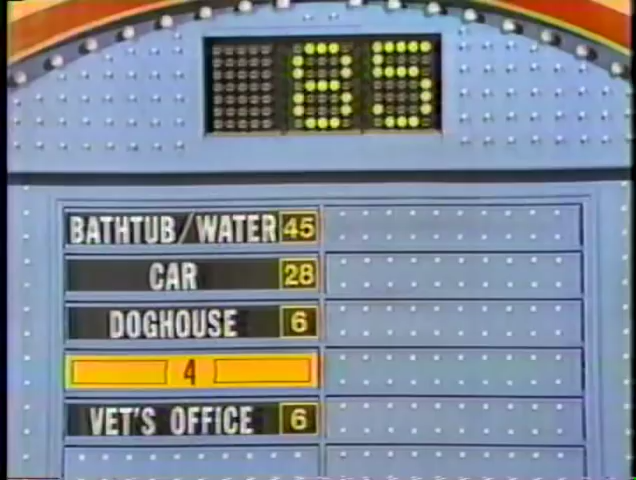 85
BATHTUB/WATER 45
CAR 28
DOGHOUSE 6
4
VET'S OFFICE 6